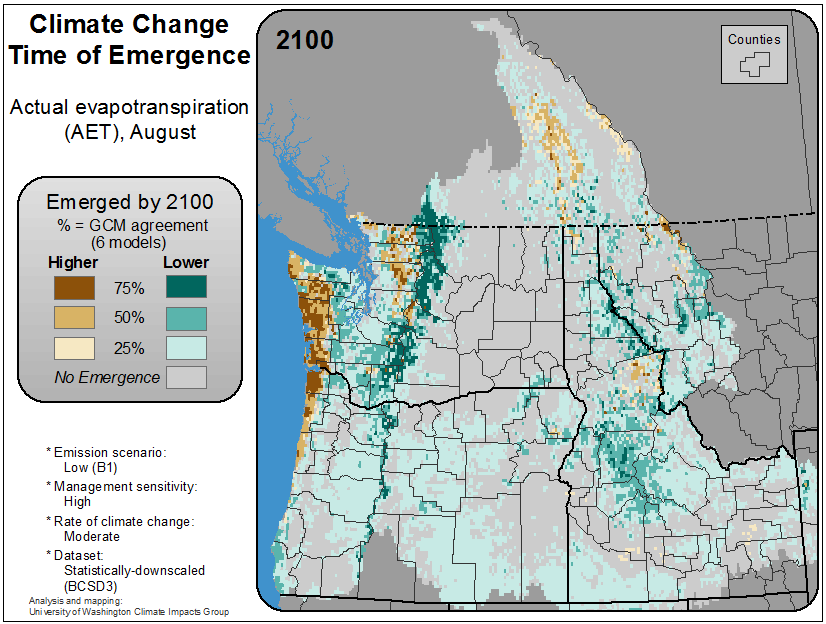 Climate Change
Time of Emergence
Actual evapotranspiration
(AET), August
Emerged by 2100
% = GCM agreement
(6 models)
Higher Lower
75%
50%
25%
No Emergence
* Emission scenario:
Low (B1)
* Management sensitivity:
High
* Rate of climate change:
Moderate
* Dataset:
Statistically-downscaled
(BCSD3)
Analysis and mapping:
University of Washington Climate Impacts Group
2100
Counties